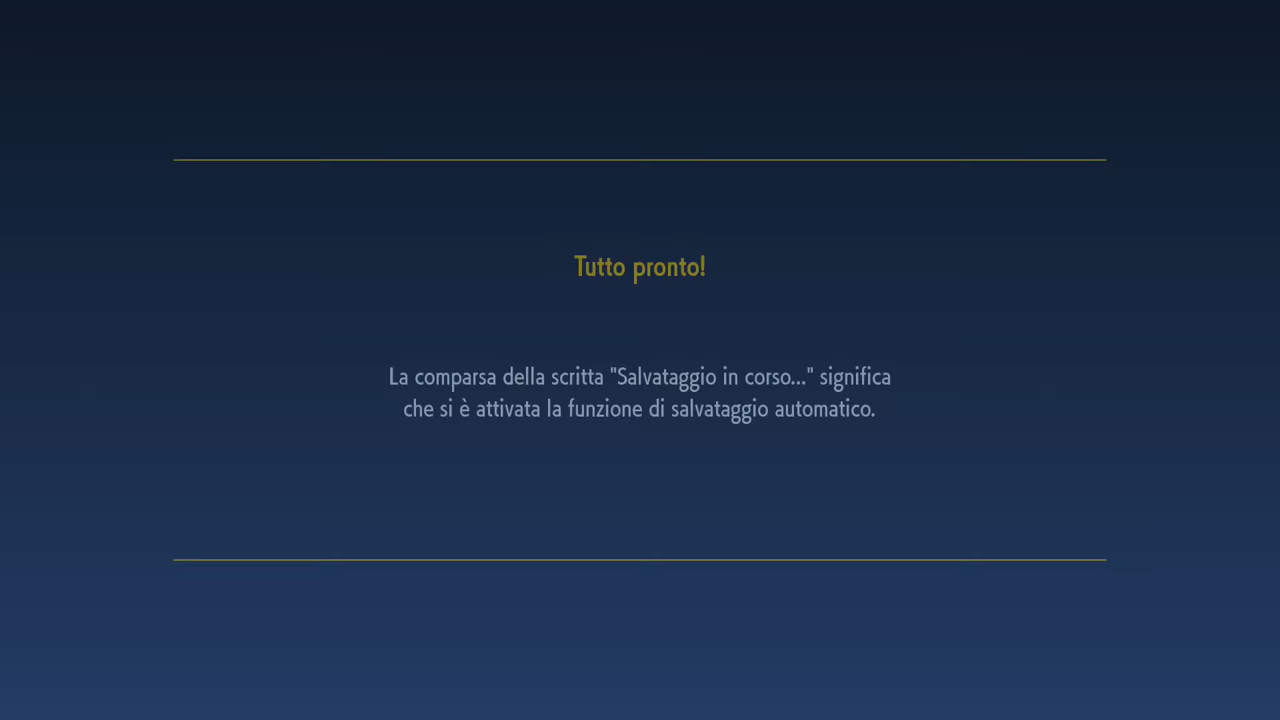 Tutto pronto!
La comparsa della scritta "Salvataggio in corso..." significa
che si è attivata la funzione di salvataggio automatico.